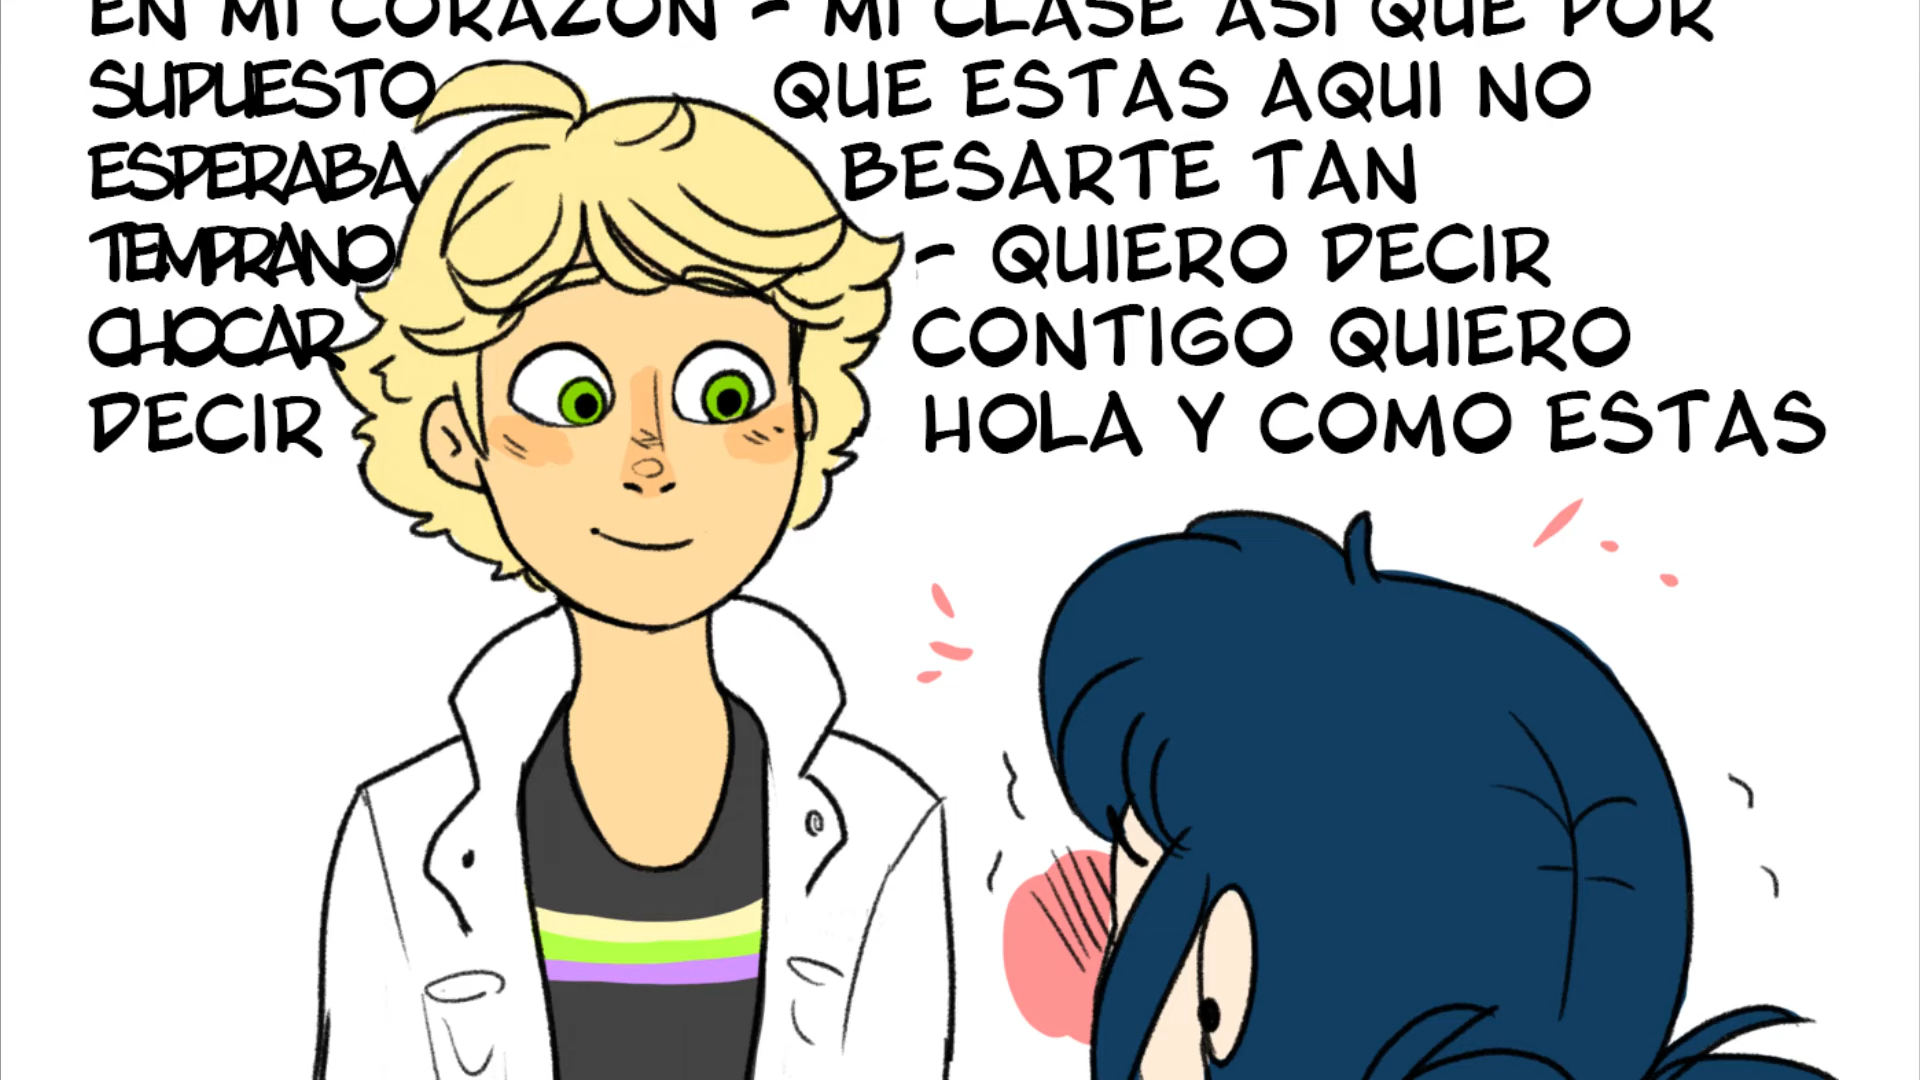 EN MI CORAZON - MI CLASE ASI QUE POR
SUPUESTO QUE ESTAS AQUI NO
ESPERABA BESARTE TAN
TEMPRANO - QUIERO DECIR
CHOCAR CONTIGO QUIERO
DECIR HOLA Y COMO ESTAS